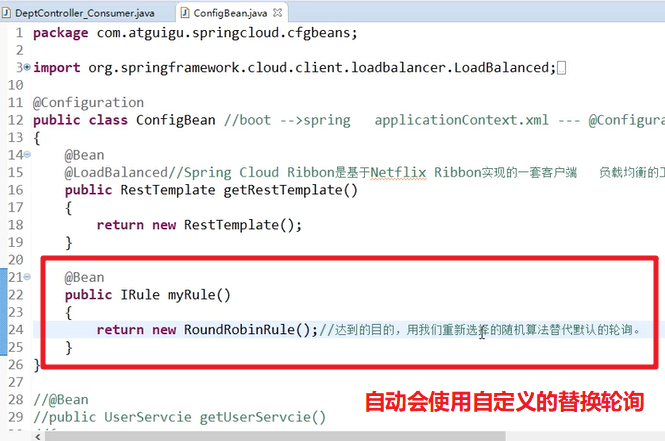 DeptController_Consumer.java
ConfigBean.java
1 package com.atguigu.springcloud.cfgbeans;
2
3 import org.springframework.cloud.client.loadbalancer.LoadBalanced;
10
11 @Configuration
12 public class ConfigBean //boot -->spring applicationContext.xml --- @Configura
13 {
14 @Bean
15 @LoadBalanced//Spring Cloud Ribbon是基于Netflix Ribbon实现的一套客户端 负载均衡的工
16 public RestTemplate getRestTemplate()
17 {
18 return new RestTemplate();
19 }
20
21 @Bean
22 public IRule myRule()
23 {
24 return new RoundRobinRule();//达到的目的，用我们重新选择的随机算法替代默认的轮询。
25 }
26 }
27
28 //@Bean
自动会使用自定义的替换轮询
29 //public UserServcie getUserServcie()